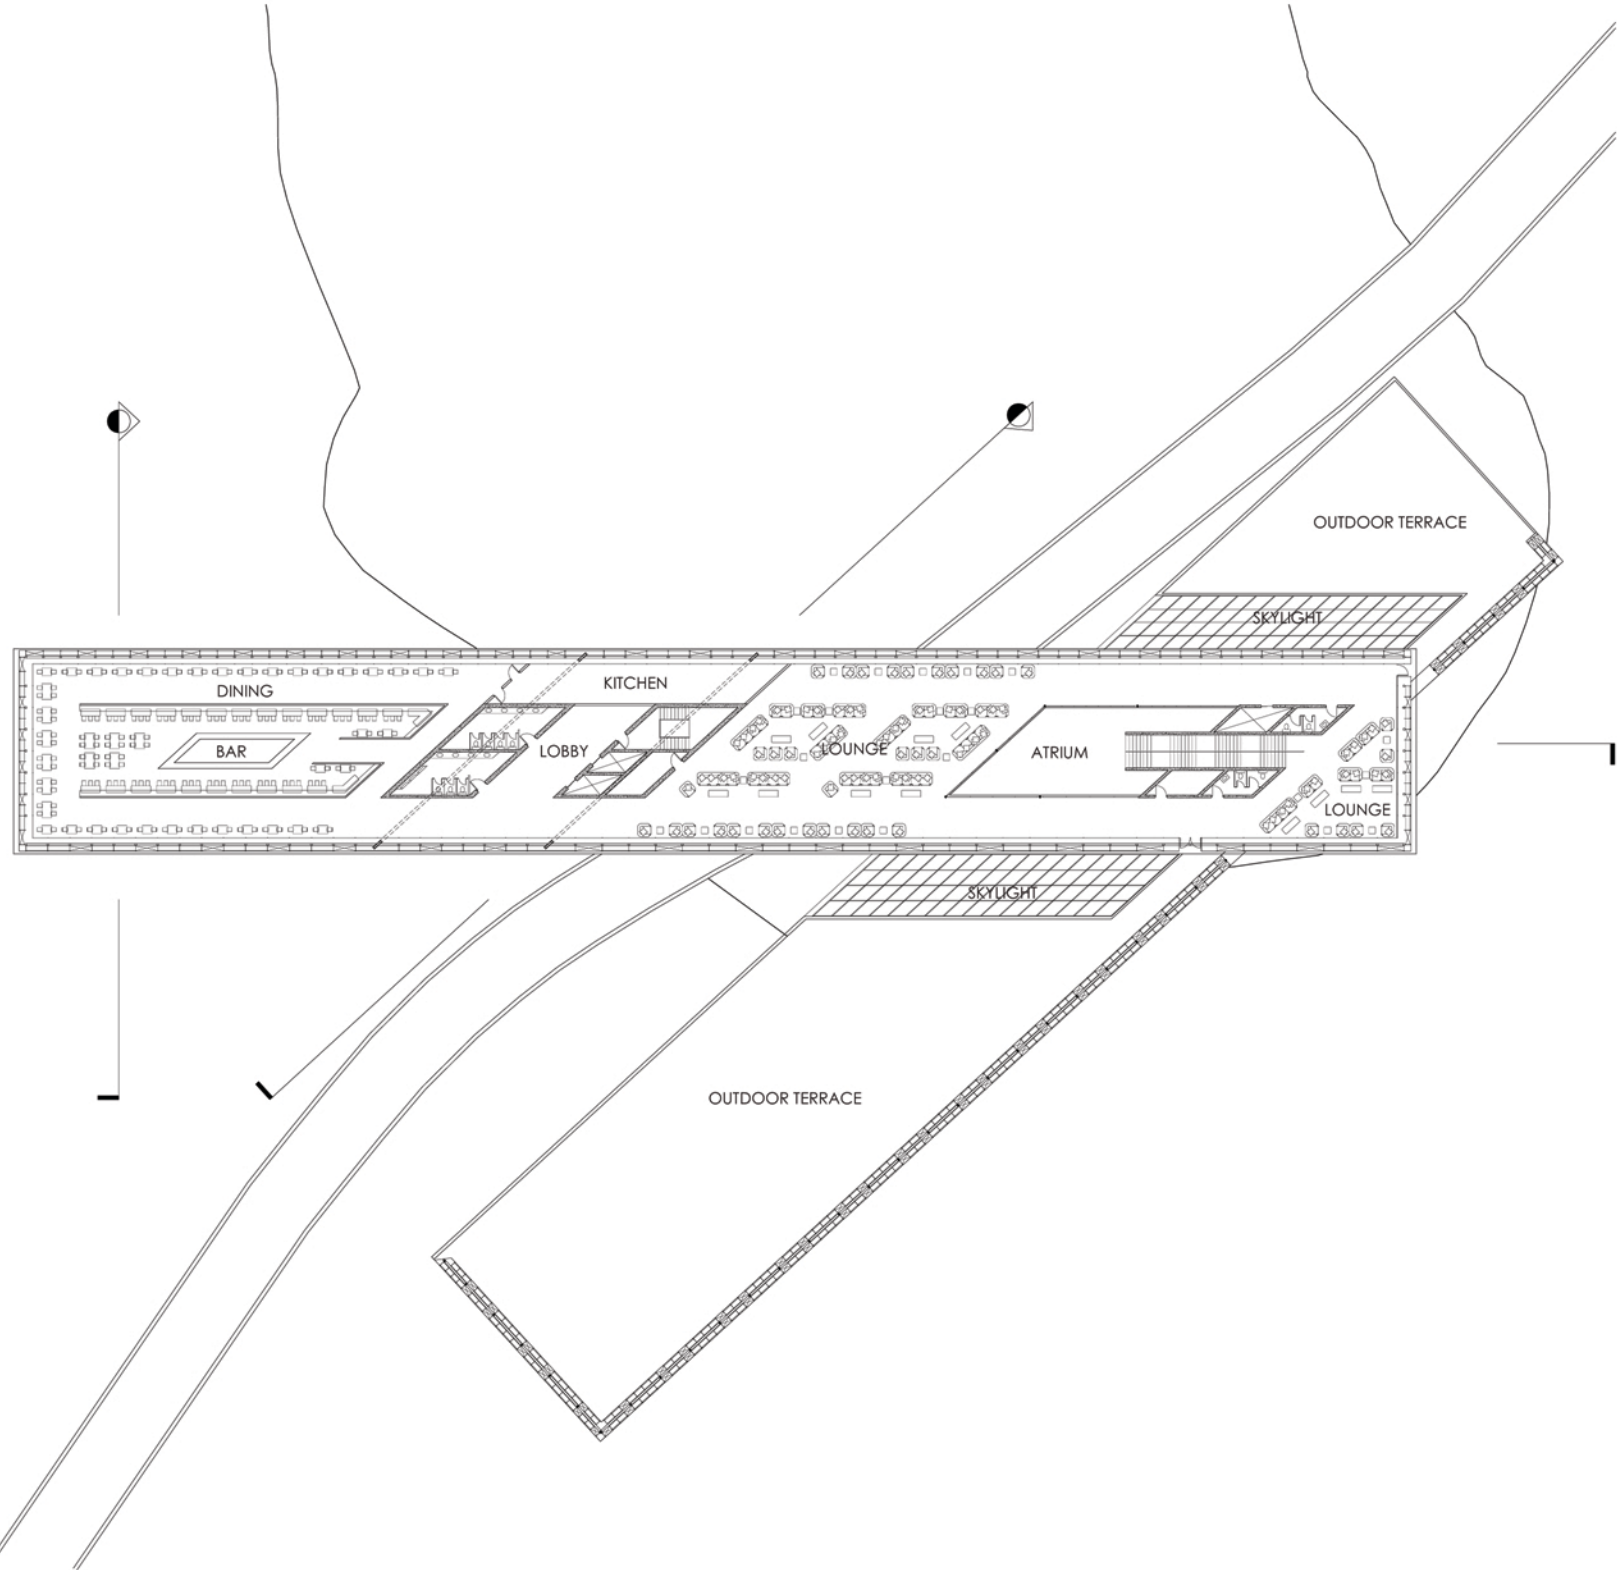 OUTDOOR TERRACE
SKYLIGHT
DINING
KITCHEN
BAR
LOBBY
LOUNGE
ATRIUM
LOUNGE
SKYLIGHT
OUTDOOR TERRACE